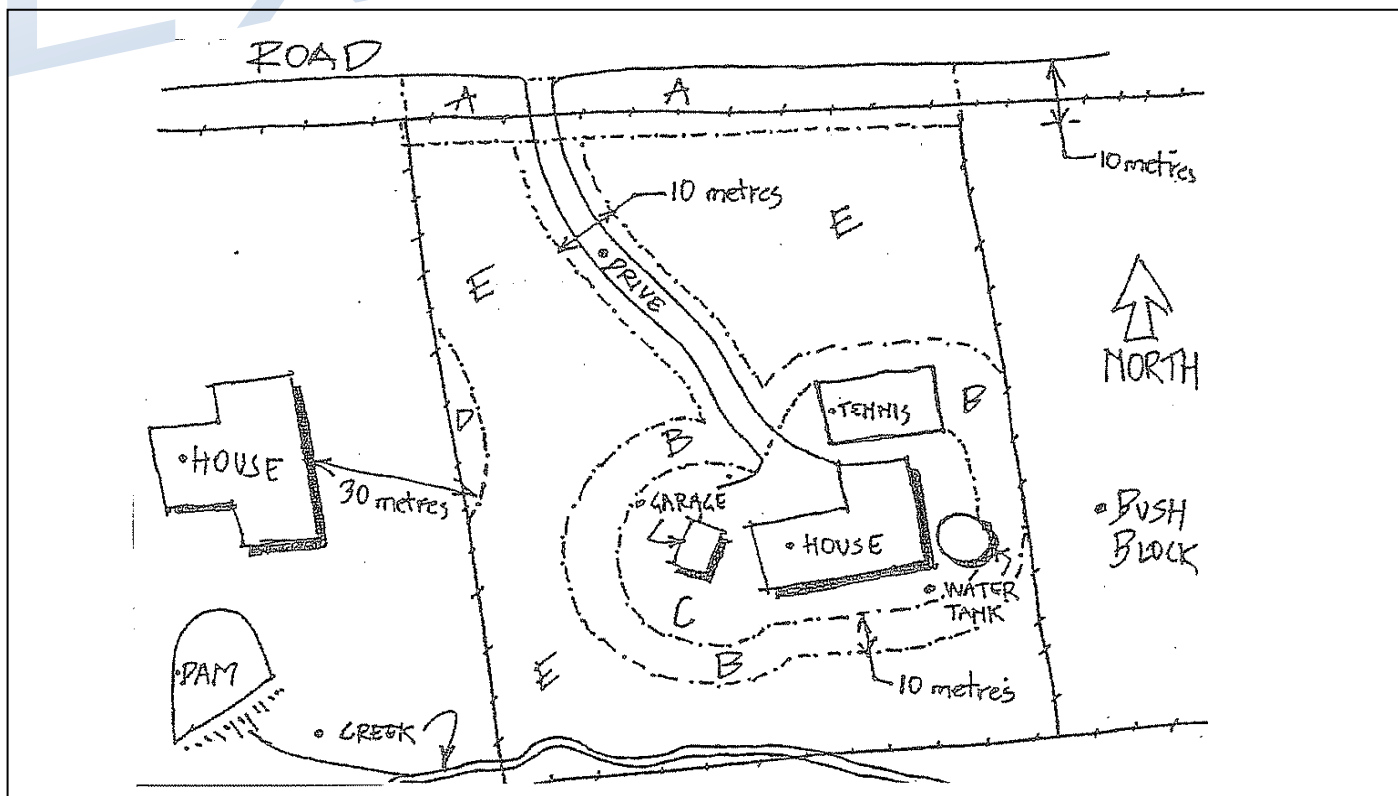 ROAD
A
A
10 metres
10 metres
E
E
DRIVE
NORTH
D
B
TENNIS
B
HOUSE
30 metres
GARAGE
HOUSE
BUSH
BLOCK
WATER
TANK
C
B
E
10 metres
DAM
CREEK